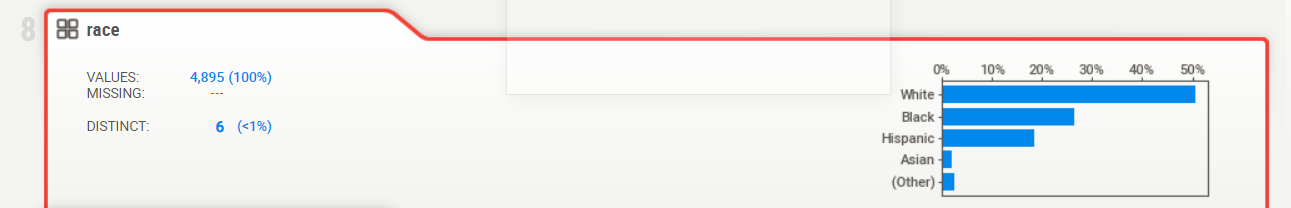 8
race
VALUES: 4,895 (100%)
MISSING: ---
DISTINCT: 6 (<1%)
0% 10% 20% 30% 40% 50%
White
Black
Hispanic
Asian
(Other)